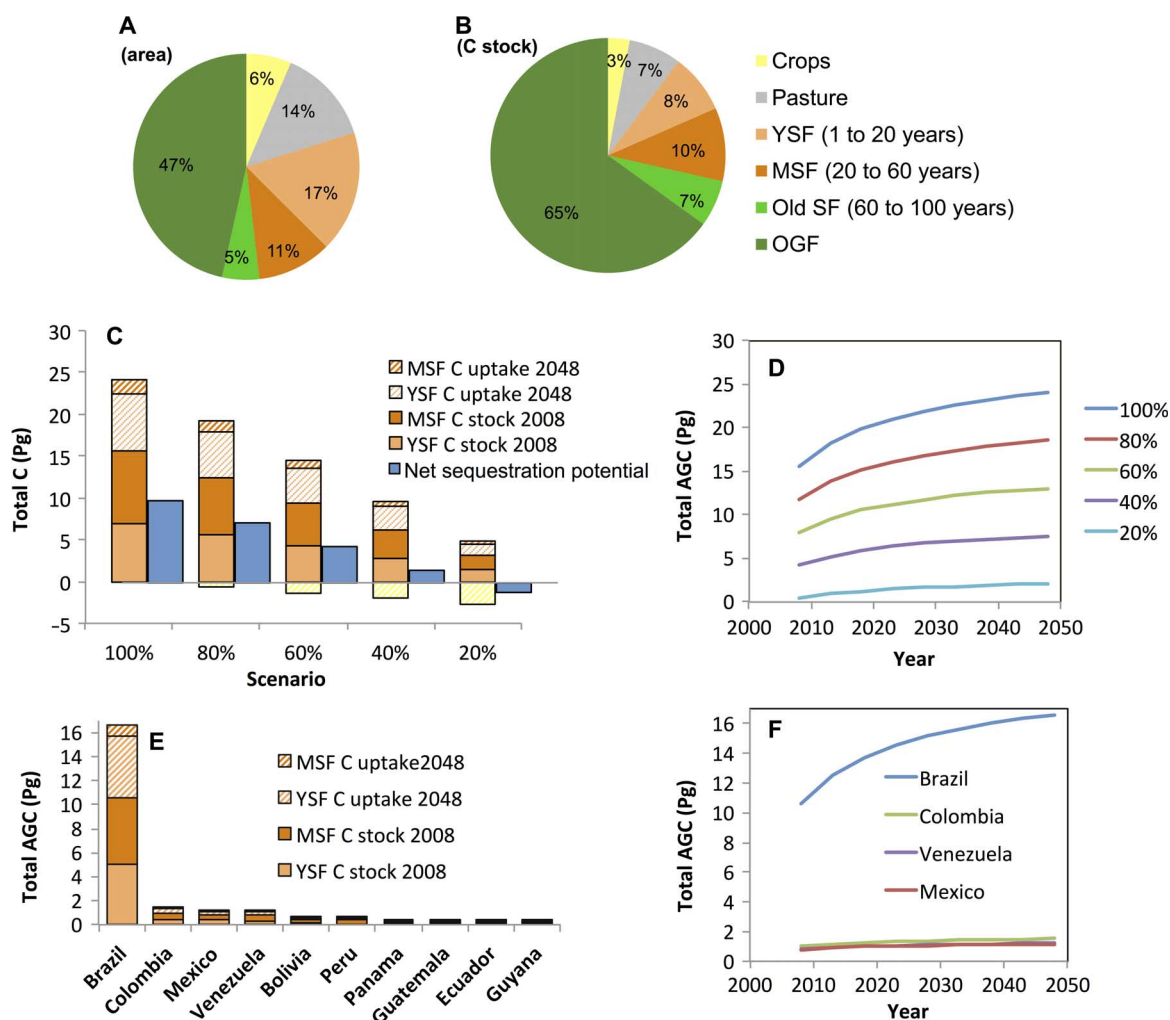 A
(area)
6%
14%
17%
11%
5%
47%
B
(C stock)
3%
7%
8%
10%
7%
65%
Crops
Pasture
YSF (1 to 20 years)
MSF (20 to 60 years)
Old SF (60 to 100 years)
OGF
C
Total C (Pg)
30
25
20
15
10
5
0
–5
MSF C uptake 2048
YSF C uptake 2048
MSF C stock 2008
YSF C stock 2008
Net sequestration potential
100% 80% 60% 40% 20%
Scenario
D
Total AGC (Pg)
30
25
20
15
10
5
0
2000 2010 2020 2030 2040 2050
Year
100%
80%
60%
40%
20%
E
Total AGC (Pg)
16
14
12
10
8
6
4
2
0
MSF C uptake2048
YSF C uptake 2048
MSF C stock 2008
YSF C stock 2008
Brazil
Colombia
Mexico
Venezuela
Bolivia
Peru
Panama
Guatemala
Ecuador
Guyana
F
Total AGC (Pg)
16
14
12
10
8
6
4
2
0
Brazil
Colombia
Venezuela
Mexico
2000 2010 2020 2030 2040 2050
Year